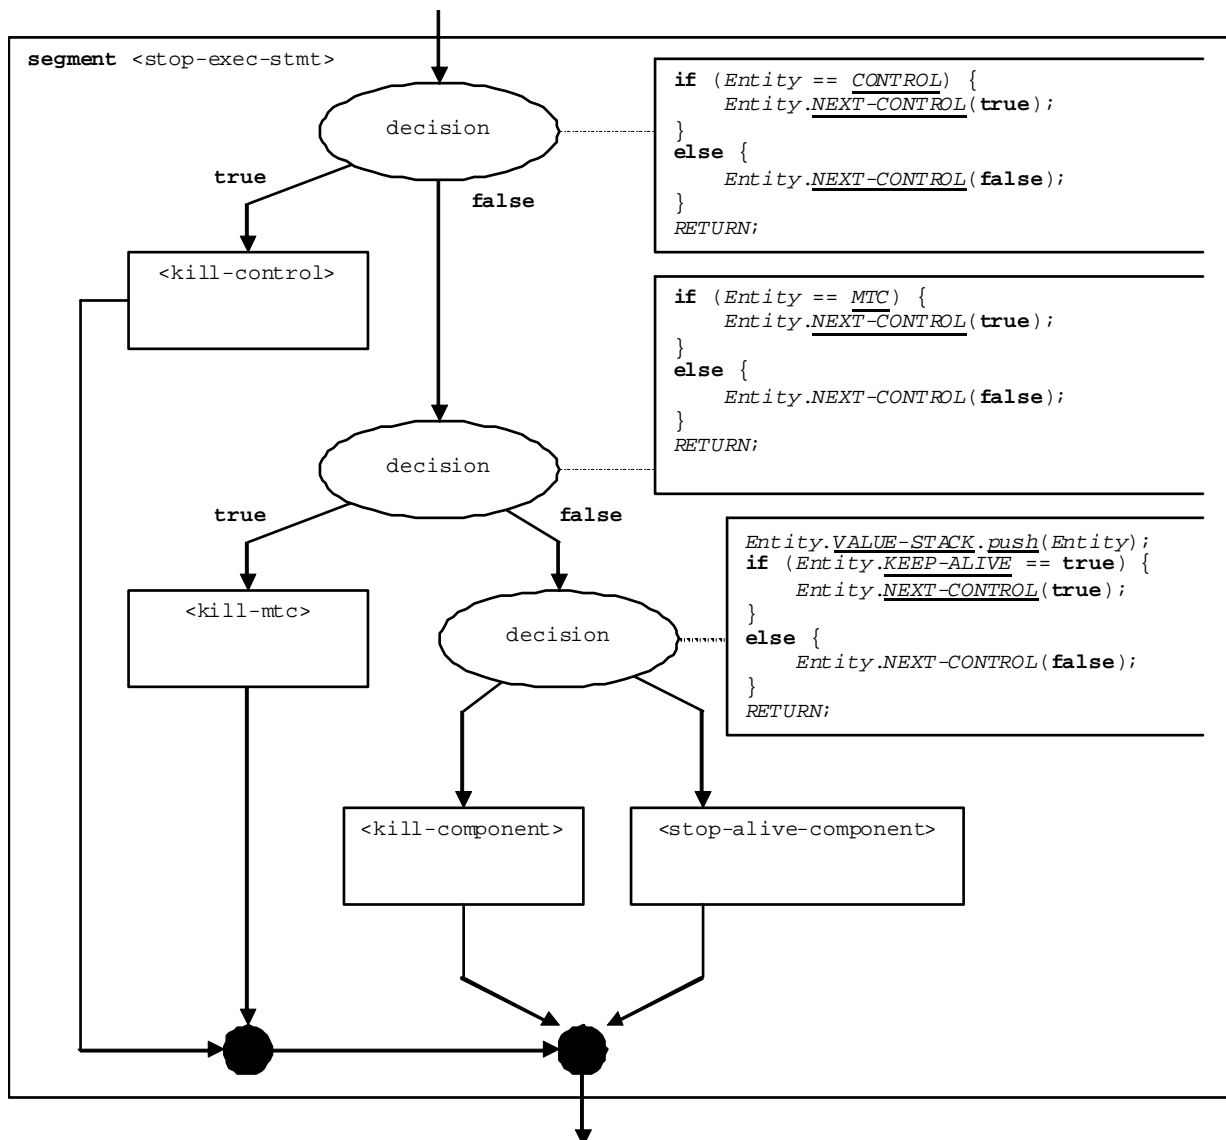 segment <stop-exec-stmt>
decision
if (Entity == CONTROL) {
    Entity.NEXT-CONTROL(true);
}
else {
    Entity.NEXT-CONTROL(false);
}
RETURN;
true
false
<kill-control>
if (Entity == MTC) {
    Entity.NEXT-CONTROL(true);
}
else {
    Entity.NEXT-CONTROL(false);
}
RETURN;
decision
true
false
Entity.VALUE-STACK.push(Entity);
if (Entity.KEEP-ALIVE == true) {
    Entity.NEXT-CONTROL(true);
}
else {
    Entity.NEXT-CONTROL(false);
}
RETURN;
<kill-mtc>
decision
<kill-component>
<stop-alive-component>